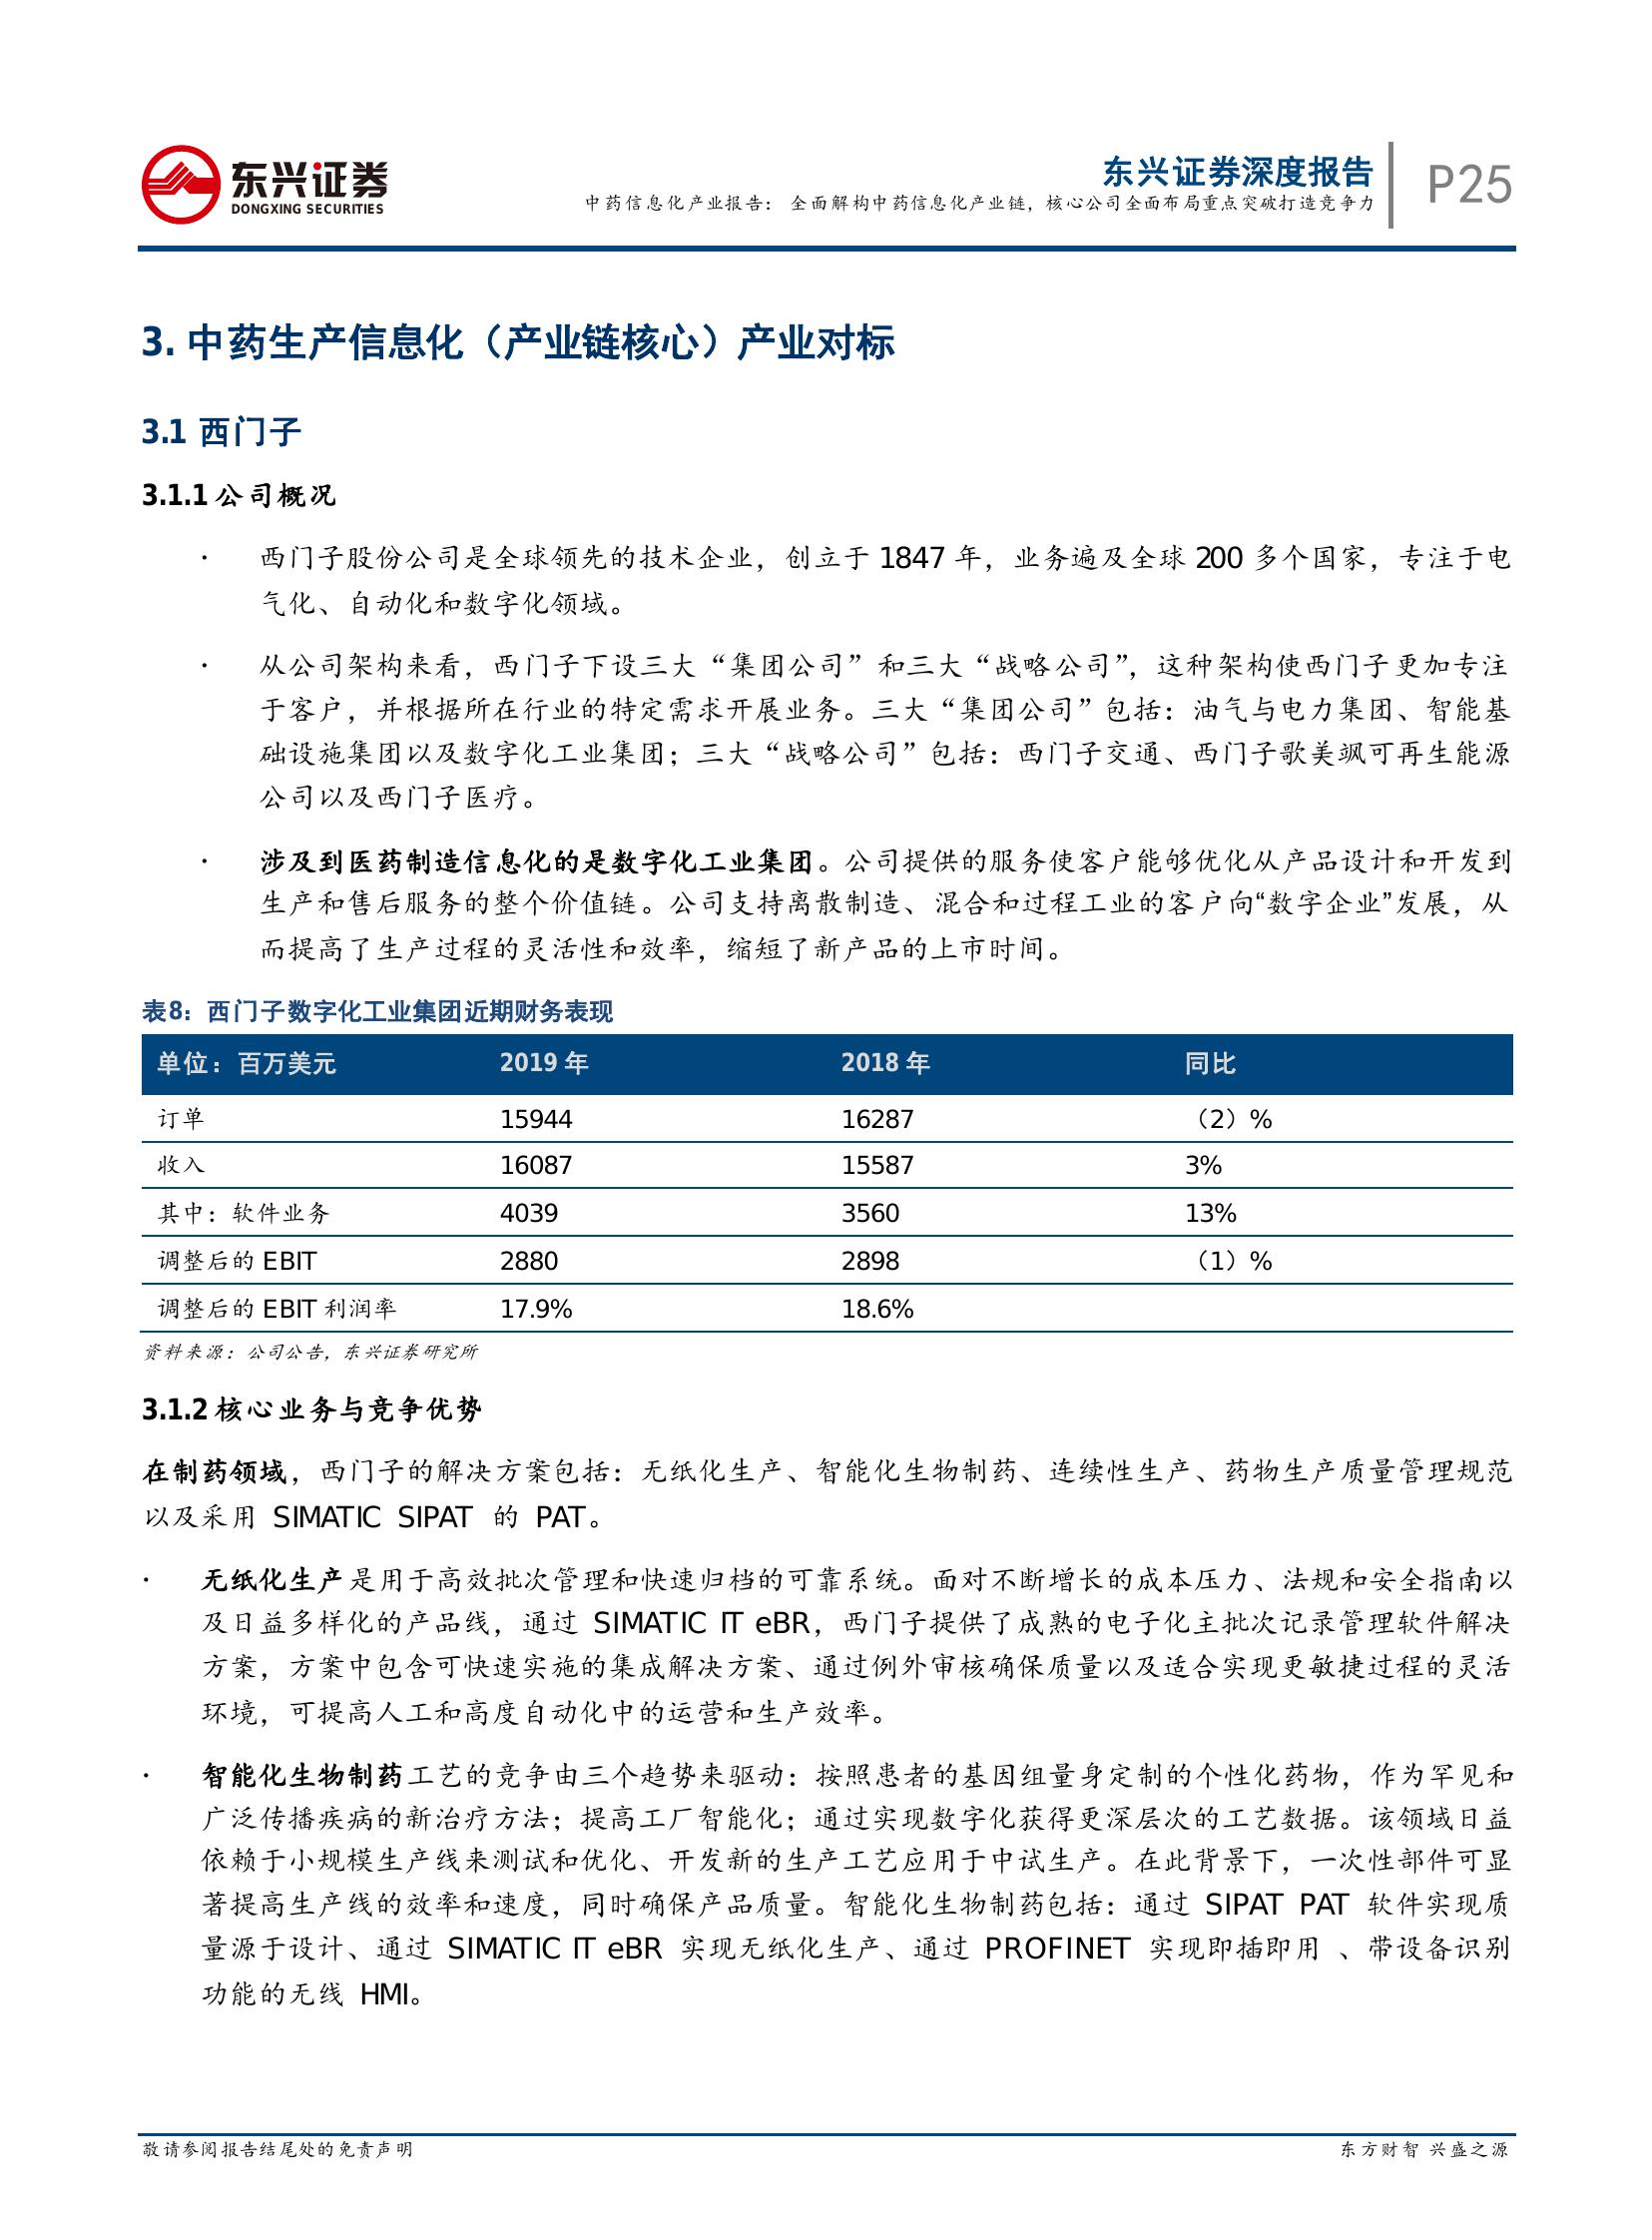 东兴证券
DONGXING SECURITIES
东兴证券深度报告
中药信息化产业报告： 全面解构中药信息化产业链，核心公司全面布局重点突破打造竞争力
P25
3. 中药生产信息化（产业链核心）产业对标
3.1 西门子
3.1.1 公司概况
· 西门子股份公司是全球领先的技术企业，创立于 1847 年，业务遍及全球 200 多个国家，专注于电
气化、自动化和数字化领域。
· 从公司架构来看，西门子下设三大“集团公司”和三大“战略公司”，这种架构使西门子更加专注
于客户，并根据所在行业的特定需求开展业务。三大“集团公司”包括：油气与电力集团、智能基
础设施集团以及数字化工业集团；三大“战略公司”包括：西门子交通、西门子歌美飒可再生能源
公司以及西门子医疗。
· 涉及到医药制造信息化的是数字化工业集团。公司提供的服务使客户能够优化从产品设计和开发到
生产和售后服务的整个价值链。公司支持离散制造、混合和过程工业的客户向“数字企业”发展，从
而提高了生产过程的灵活性和效率，缩短了新产品的上市时间。
表8：西门子数字化工业集团近期财务表现
单位：百万美元 2019 年 2018 年 同比
订单 15944 16287 （2）%
收入 16087 15587 3%
其中：软件业务 4039 3560 13%
调整后的 EBIT 2880 2898 （1）%
调整后的 EBIT 利润率 17.9% 18.6%
资料来源：公司公告，东兴证券研究所
3.1.2 核心业务与竞争优势
在制药领域，西门子的解决方案包括：无纸化生产、智能化生物制药、连续性生产、药物生产质量管理规范
以及采用 SIMATIC SIPAT 的 PAT。
· 无纸化生产是用于高效批次管理和快速归档的可靠系统。面对不断增长的成本压力、法规和安全指南以
及日益多样化的产品线，通过 SIMATIC IT eBR，西门子提供了成熟的电子化主批次记录管理软件解决
方案，方案中包含可快速实施的集成解决方案、通过例外审核确保质量以及适合实现更敏捷过程的灵活
环境，可提高人工和高度自动化中的运营和生产效率。
· 智能化生物制药工艺的竞争由三个趋势来驱动：按照患者的基因组量身定制的个性化药物，作为罕见和
广泛传播疾病的新治疗方法；提高工厂智能化；通过实现数字化获得更深层次的工艺数据。该领域日益
依赖于小规模生产线来测试和优化、开发新的生产工艺应用于中试生产。在此背景下，一次性部件可显
著提高生产线的效率和速度，同时确保产品质量。智能化生物制药包括：通过 SIPAT PAT 软件实现质
量源于设计、通过 SIMATIC IT eBR 实现无纸化生产、通过 PROFINET 实现即插即用 、带设备识别
功能的无线 HMI。
敬请参阅报告结尾处的免责声明
东方财智 兴盛之源